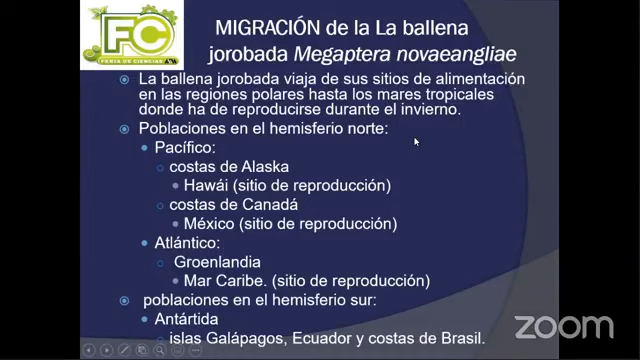 FC
FERIA DE CIENCIAS
MIGRACIÓN de la La ballena
jorobada Megaptera novaeangliae
La ballena jorobada viaja de sus sitios de alimentación
en las regiones polares hasta los mares tropicales
donde ha de reproducirse durante el invierno.
Poblaciones en el hemisferio norte:
Pacífico:
costas de Alaska
Hawái (sitio de reproducción)
costas de Canadá
México (sitio de reproducción)
Atlántico:
Groenlandia
Mar Caribe. (sitio de reproducción)
poblaciones en el hemisferio sur:
Antártida
islas Galápagos, Ecuador y costas de Brasil.
zoom